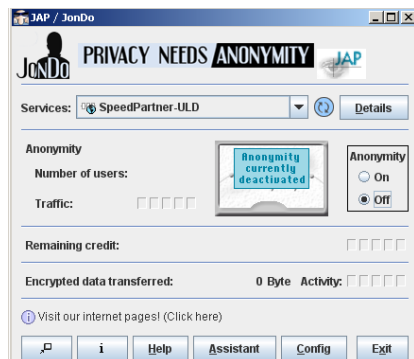 JAP / JonDo
JonDo PRIVACY NEEDS ANONYMITY JAP
Services: SpeedPartner-ULD Details
Anonymity
Number of users:
Traffic:
Anonymity
currently
deactivated
Anonymity
On
Off
Remaining credit:
Encrypted data transferred: 0 Byte Activity:
i Visit our internet pages! (Click here)
i Help Assistant Config Exit